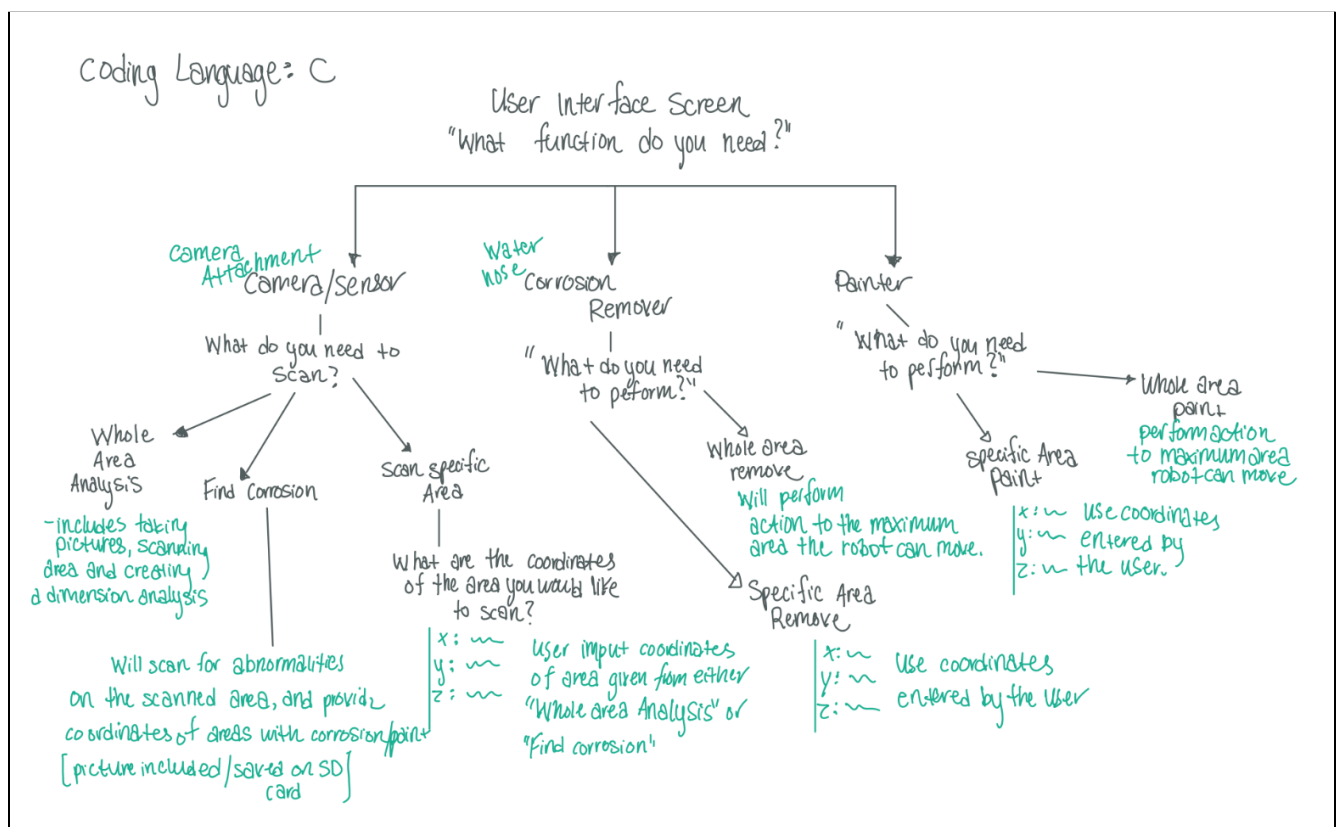 Coding Language: C
User Interface Screen
"What function do you need?"
Camera
Attachment
Camera/Sensor
What do you need to
Scan?
Whole
Area
Analysis
-includes taking
pictures, scanning
area and creating
a dimension analysis
Find Corrosion
Will scan for abnormalities
on the scanned area, and provide
coordinates of areas with corrosion/paint
[picture included/saved on SD]
card
Scan specific
Area
What are the coordinates
of the area you would like
to scan?
x:
y:
z:
User input coordinates
of area given from either
"Whole area Analysis" or
"Find corrosion"
Water
hose
Corrosion
Remover
"What do you need
to peform?"
Whole area
remove
Will perform
action to the maximum
area the robot can move.
Specific Area
Remove
x:
y:
z:
Use coordinates
entered by the user
Painter
"What do you need
to perform?"
Specific Area
Paint
x:
y:
z:
Use coordinates
entered by
the user.
Whole area
paint
perform action
to maximum area
robot can move